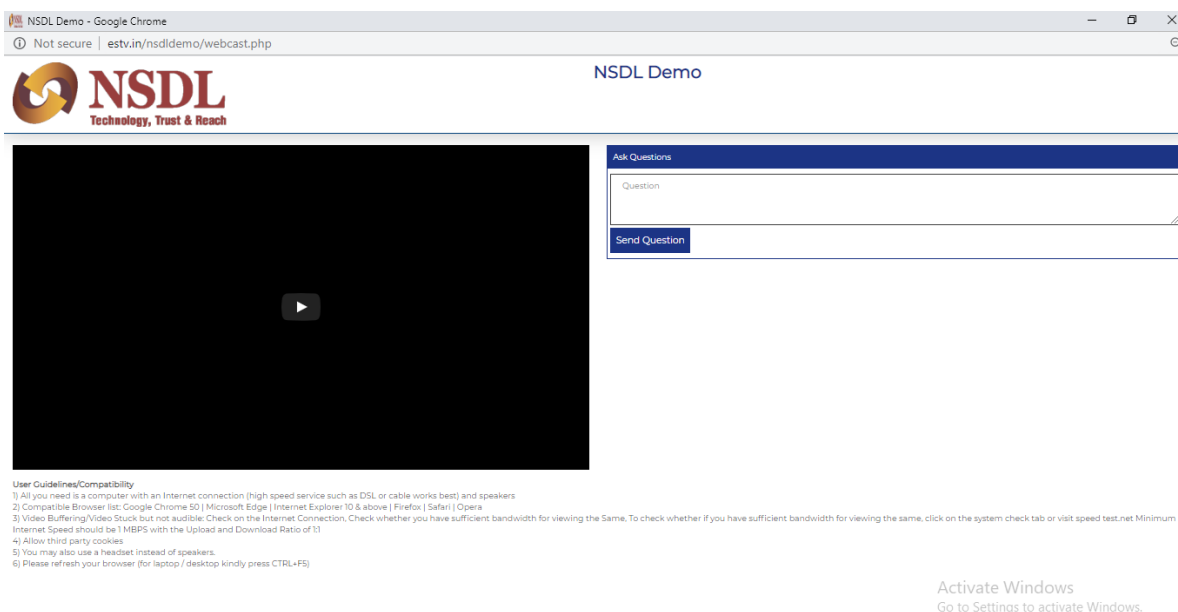 NSDL Demo - Google Chrome
Not secure | estv.in/nsdldemo/webcast.php
NSDL
Technology, Trust & Reach
NSDL Demo
Ask Questions
Question
Send Question
User Guidelines/Compatibility
1) All you need is a computer with an Internet connection (high speed service such as DSL or cable works best) and speakers
2) Compatible Browser list: Google Chrome 50 | Microsoft Edge | Internet Explorer 10 & above | Firefox | Safari | Opera
3) Video Buffering/Video Stuck but not audible: Check on the Internet Connection, Check whether you have sufficient bandwidth for viewing the Same, To check whether if you have sufficient bandwidth for viewing the same, click on the system check tab or visit speed test.net Minimum
Internet Speed should be 1 MBPS with the Upload and Download Ratio of 1:1
4) Allow third party cookies
5) You may also use a headset instead of speakers.
6) Please refresh your browser (for laptop / desktop kindly press CTRL+F5)
Activate Windows
Go to Settings to activate Windows.